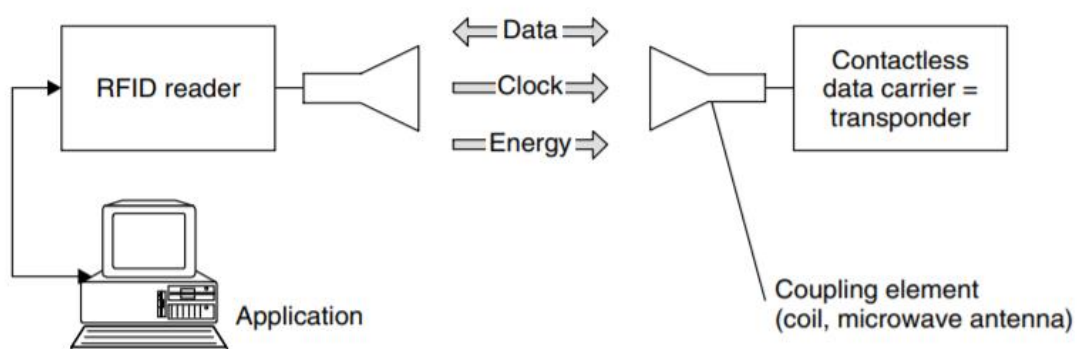 RFID reader
Data
Clock
Energy
Contactless
data carrier =
transponder
Application
Coupling element
(coil, microwave antenna)